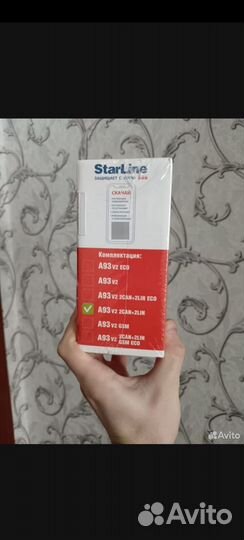 StarLine
ЗАЩИЩАЕТ С
СКАЧАЙ
Комплектация:
A93 V2 ECO
A93 V2
A93 V2 2CAN+2LIN ECO
A93 V2 2CAN+2LIN
A93 V2 GSM
A93 V2 2CAN+2LIN
GSM ECO
Avito
Avito